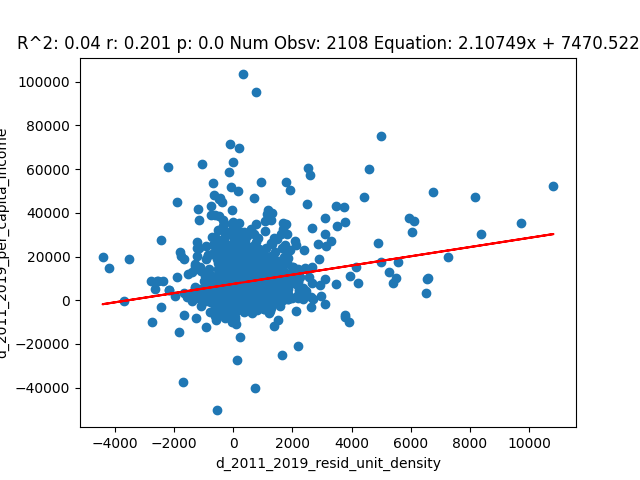 R^2: 0.04 r: 0.201 p: 0.0 Num Obsv: 2108 Equation: 2.10749x + 7470.522
100000
80000
60000
40000
20000
0
−20000
−40000
d_2011_2019_per_capita_income
−4000 −2000 0 2000 4000 6000 8000 10000
d_2011_2019_resid_unit_density